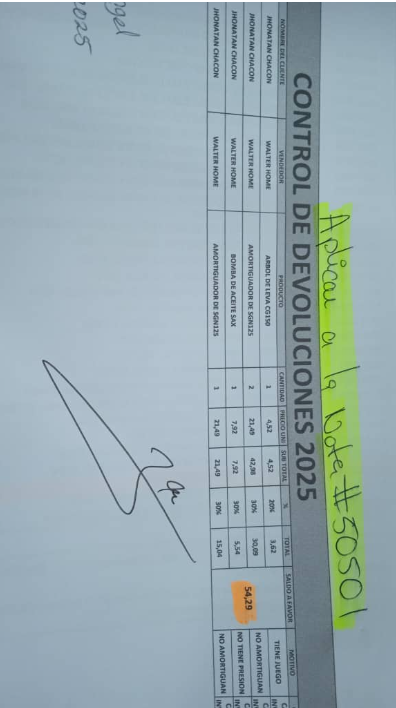 Aplicar a la Nota #50501
CONTROL DE DEVOLUCIONES 2025
NOMBRE DEL CLIENTE VENDEDOR PRODUCTO CANTIDAD PRECIO UNI SUB TOTAL % TOTAL SALDO A FAVOR MOTIVO
JHONATAN CHACON WALTER HOME ARBOL DE LEVA CG150 1 4,52 4,52 20% 3,62 TIENE JUEGO
JHONATAN CHACON WALTER HOME AMORTIGUADOR DE SGN125 2 21,49 42,98 30% 30,09 NO AMORTIGUAN
54,29
JHONATAN CHACON WALTER HOME BOMBA DE ACEITE SAX 1 7,92 7,92 30% 5,54 NO TIENE PRESION
JHONATAN CHACON WALTER HOME AMORTIGUADOR DE SGN125 1 21,49 21,49 30% 15,04 NO AMORTIGUAN
ngel
2025